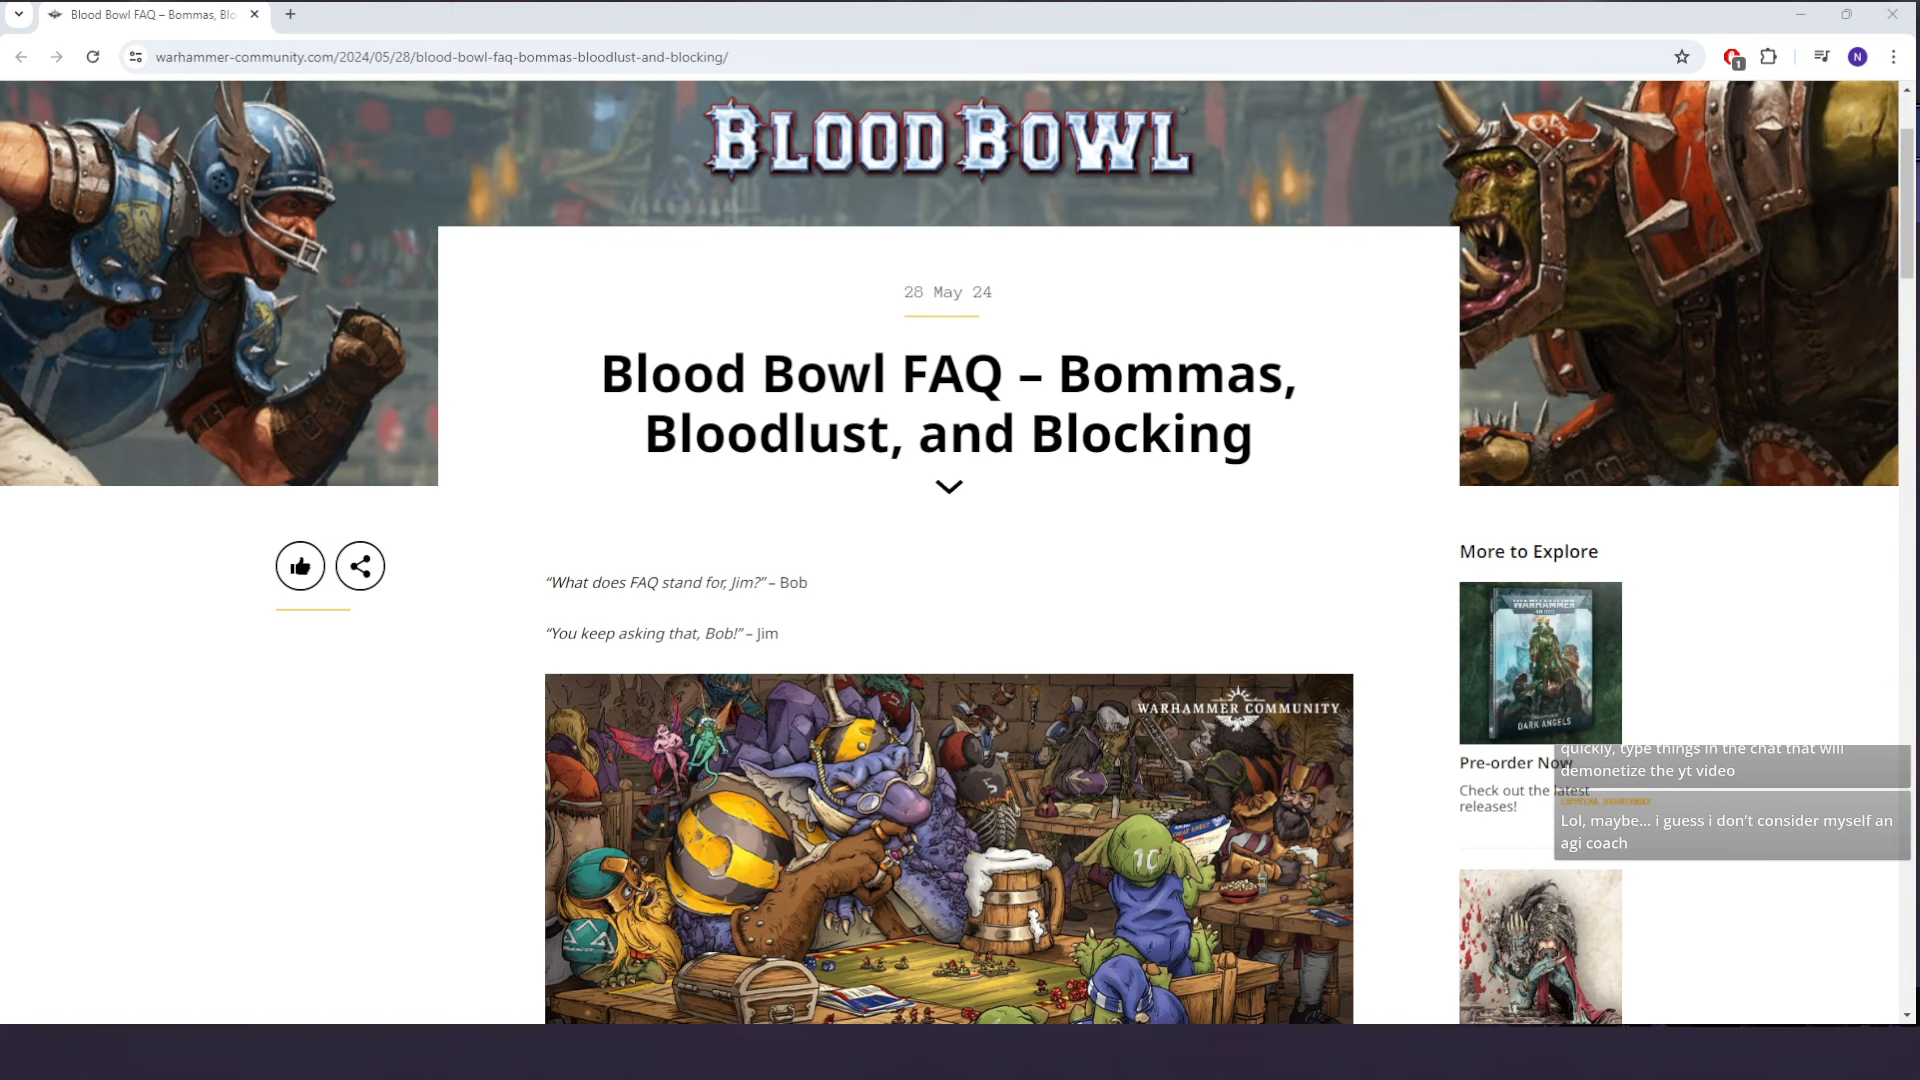 Blood Bowl FAQ – Bommas, Blo
warhammer-community.com/2024/05/28/blood-bowl-faq-bommas-bloodlust-and-blocking/
1
N
BLOOD BOWL
16
28 May 24
Blood Bowl FAQ – Bommas,
Bloodlust, and Blocking
“What does FAQ stand for, Jim?” – Bob
“You keep asking that, Bob!” – Jim
WARHAMMER COMMUNITY
5
10
More to Explore
WARHAMMER
DARK ANGELS
Pre-order Now
Check out the latest
releases!
quickly, type things in the chat that will
demonetize the yt video
Lol, maybe... i guess i don’t consider myself an
agi coach